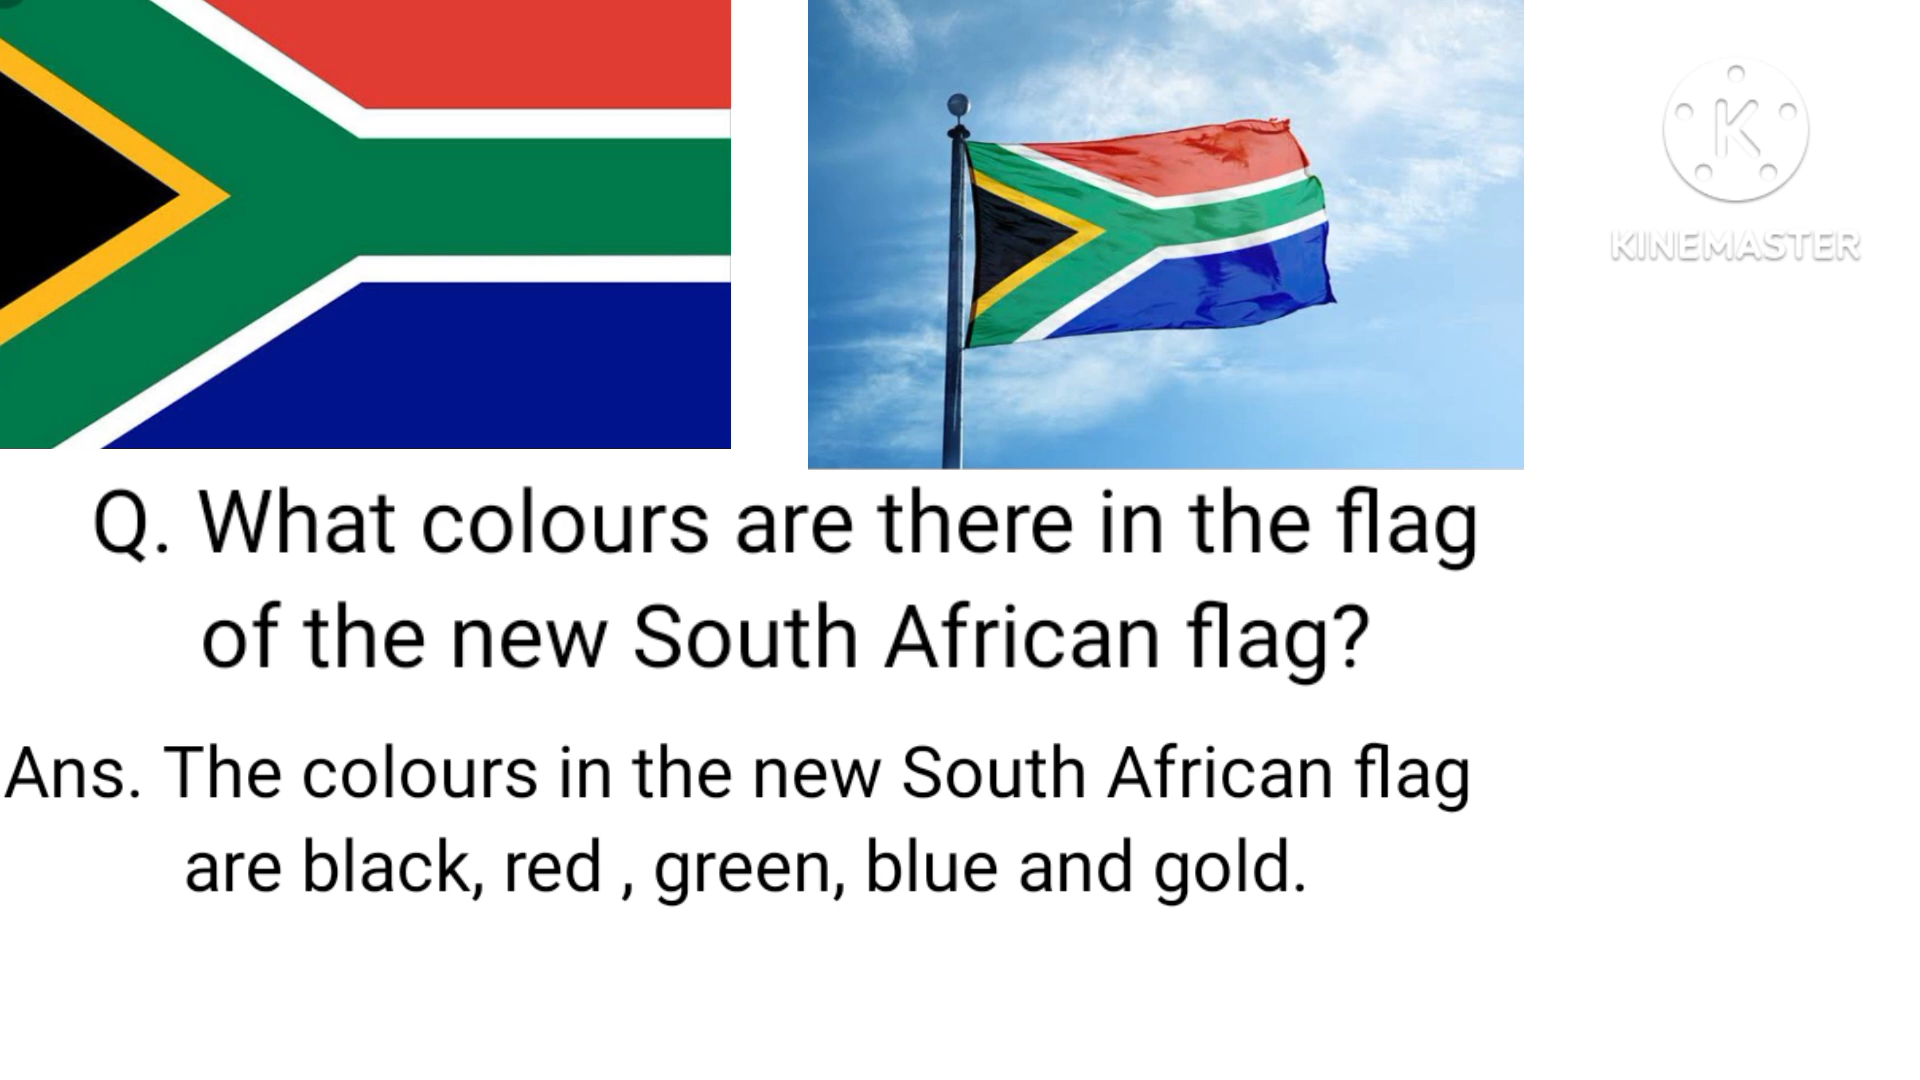 K
KINEMASTER
Q. What colours are there in the flag
of the new South African flag?
Ans. The colours in the new South African flag
are black, red , green, blue and gold.